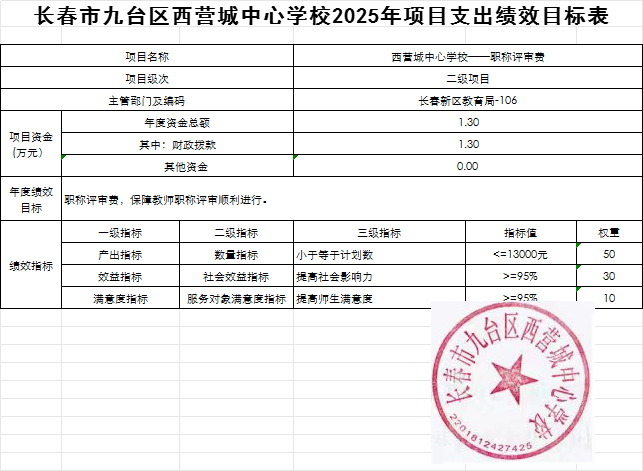 长春市九台区西营城中心学校2025年项目支出绩效目标表
项目名称 西营城中心学校——职称评审费
项目级次 二级项目
主管部门及编码 长春新区教育局-106
项目资金
(万元)
年度资金总额 1.30
其中：财政拨款 1.30
其他资金 0.00
年度绩效
目标
职称评审费，保障教师职称评审顺利进行。
绩效指标
一级指标 二级指标 三级指标 指标值 权重
产出指标 数量指标 小于等于计划数 <=13000元 50
效益指标 社会效益指标 提高社会影响力 >=95% 30
满意度指标 服务对象满意度指标 提高师生满意度 >=95% 10
长春市九台区西营城中心学校
2201812427425